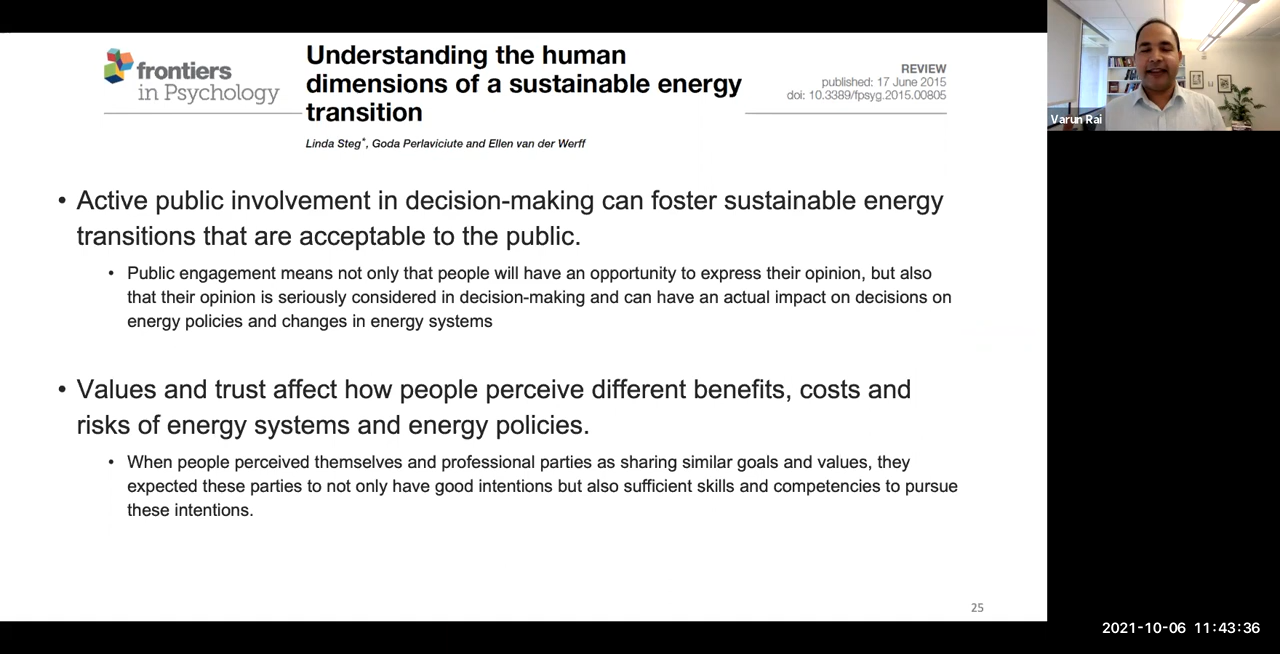 frontiers
in Psychology
Understanding the human
dimensions of a sustainable energy
transition
REVIEW
published: 17 June 2015
doi: 10.3389/fpsyg.2015.00805
Linda Steg*, Goda Perlaviciute and Ellen van der Werff
Varun Rai
• Active public involvement in decision-making can foster sustainable energy
transitions that are acceptable to the public.
• Public engagement means not only that people will have an opportunity to express their opinion, but also
that their opinion is seriously considered in decision-making and can have an actual impact on decisions on
energy policies and changes in energy systems
• Values and trust affect how people perceive different benefits, costs and
risks of energy systems and energy policies.
• When people perceived themselves and professional parties as sharing similar goals and values, they
expected these parties to not only have good intentions but also sufficient skills and competencies to pursue
these intentions.
25
2021-10-06 11:43:36